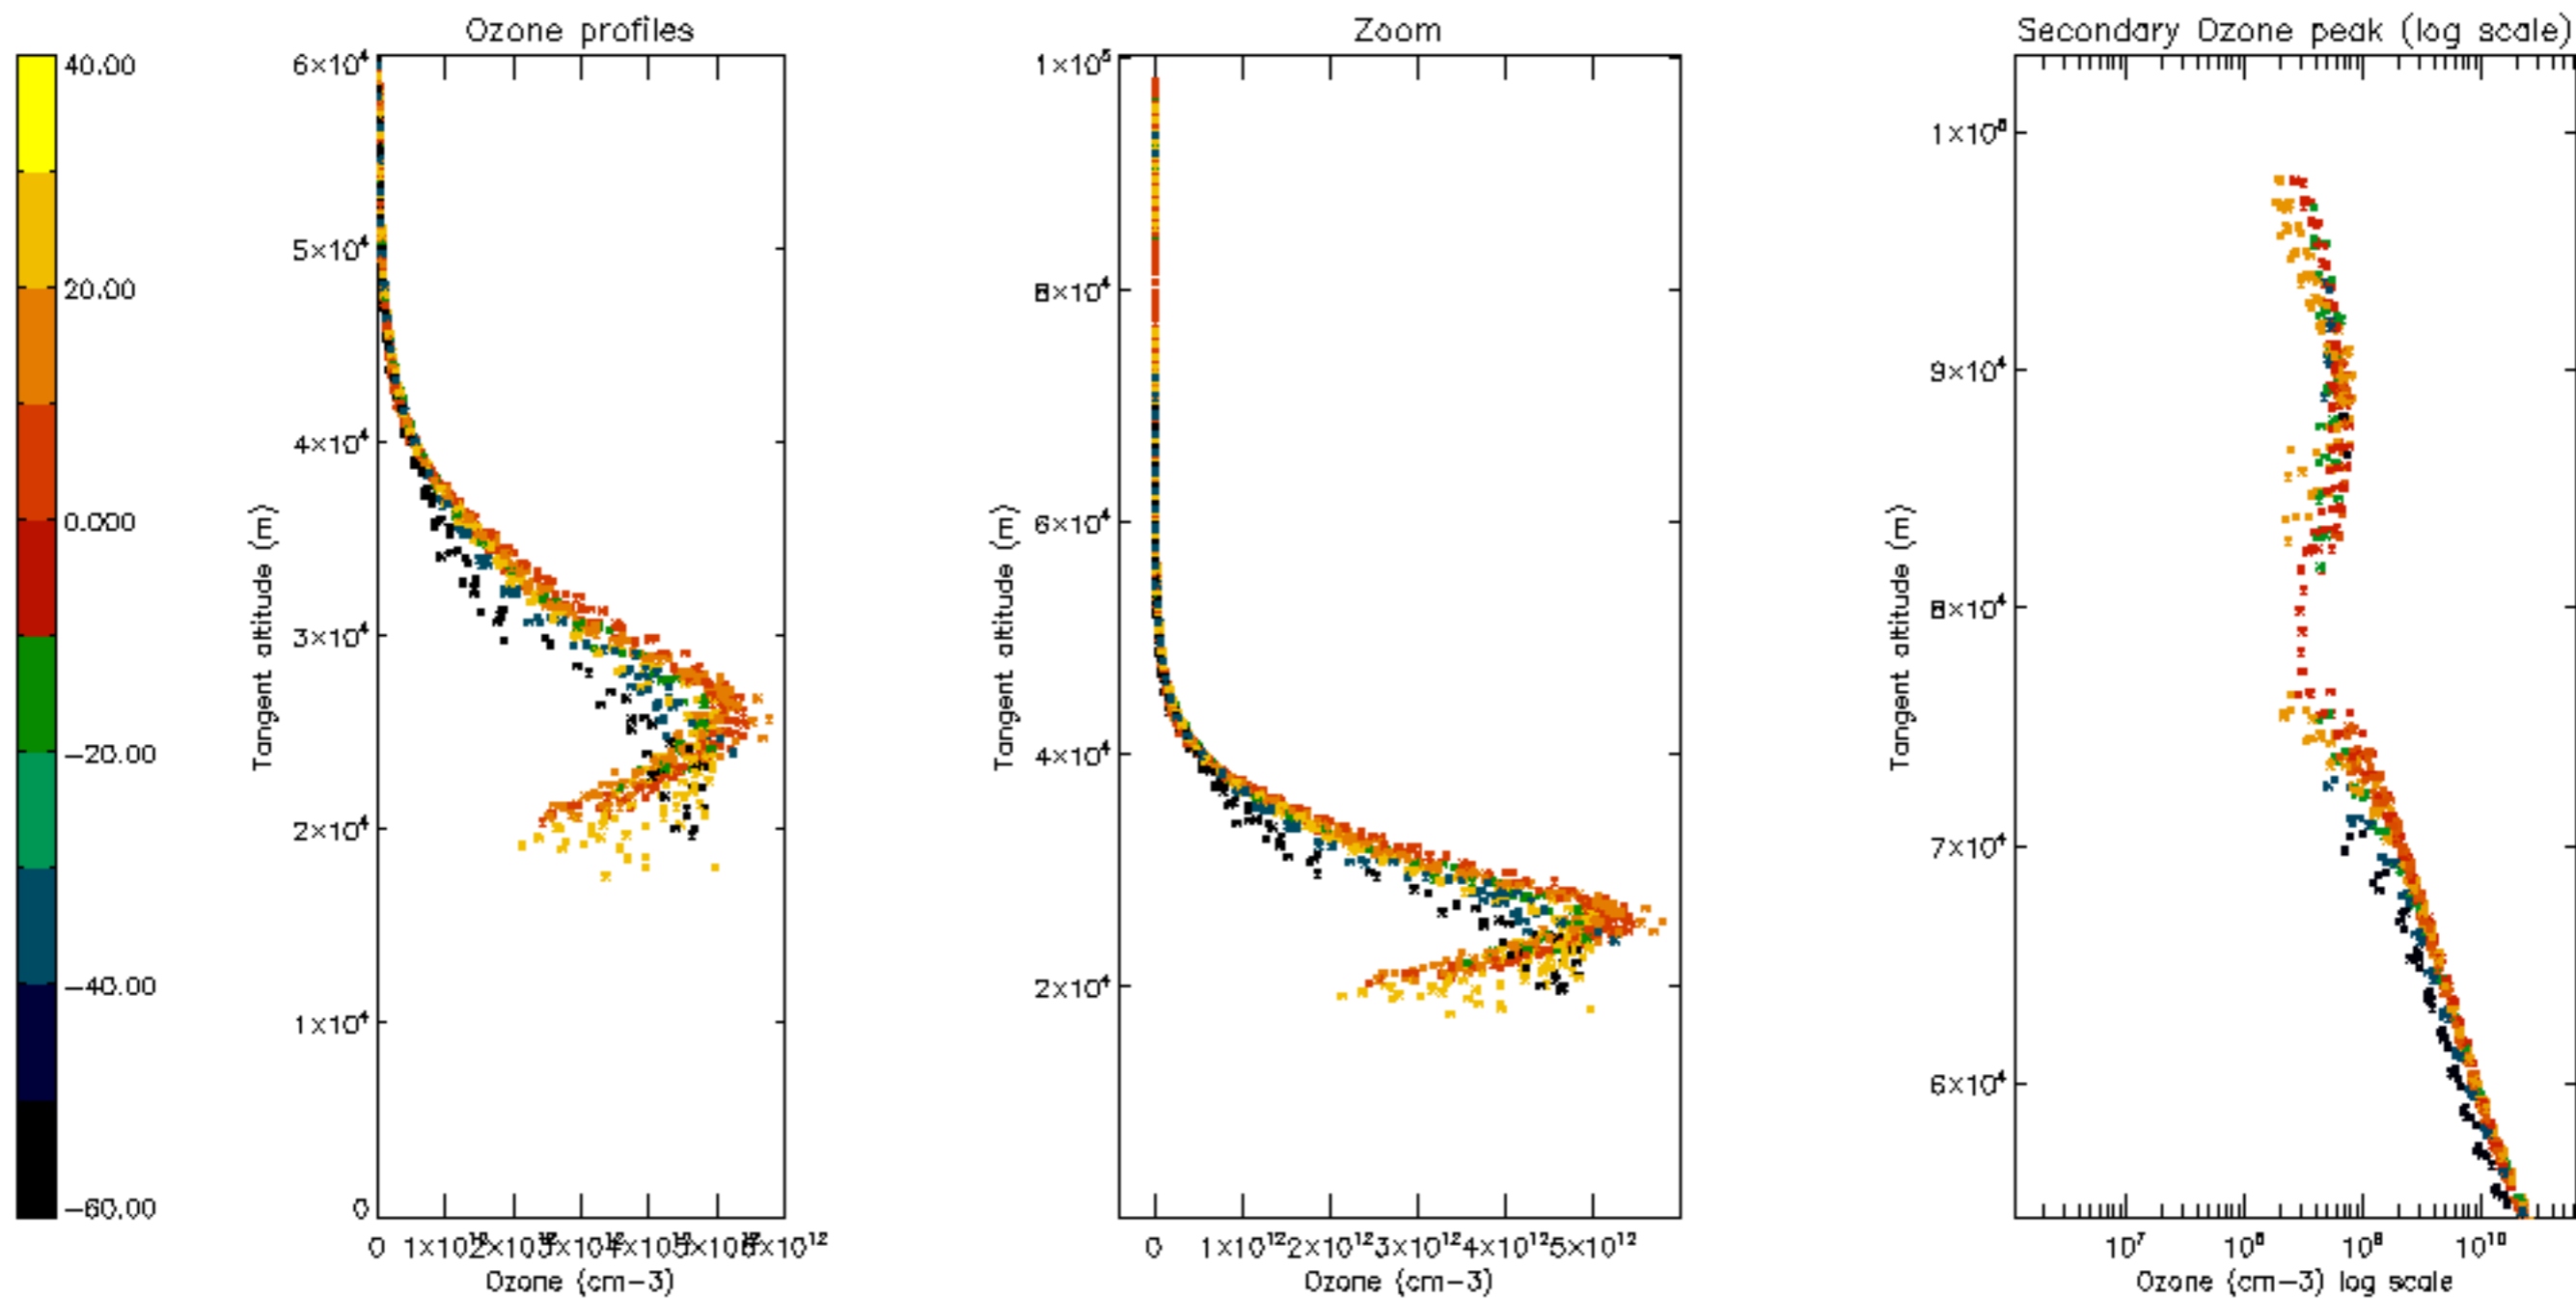 Ozone profiles
Zoom
Secondary Ozone peak (log scale)
40.00
20.00
0.000
−20.00
−40.00
−60.00
Tangent altitude (m)
6×10⁴
5×10⁴
4×10⁴
3×10⁴
2×10⁴
1×10⁴
0
0
Ozone (cm−3)
Tangent altitude (m)
1×10⁵
8×10⁴
6×10⁴
4×10⁴
2×10⁴
0 1×10¹² 2×10¹² 3×10¹² 4×10¹² 5×10¹²
Ozone (cm−3)
Tangent altitude (m)
9×10⁴
8×10⁴
7×10⁴
6×10⁴
10⁷ 10⁸ 10⁹ 10¹⁰
Ozone (cm−3) log scale